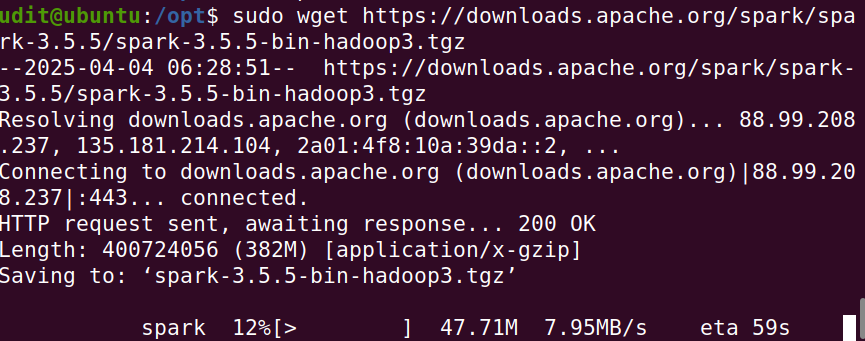 udit@ubuntu:/opt$ sudo wget https://downloads.apache.org/spark/spa
rk-3.5.5/spark-3.5.5-bin-hadoop3.tgz
--2025-04-04 06:28:51--  https://downloads.apache.org/spark/spark-
3.5.5/spark-3.5.5-bin-hadoop3.tgz
Resolving downloads.apache.org (downloads.apache.org)... 88.99.208
.237, 135.181.214.104, 2a01:4f8:10a:39da::2, ...
Connecting to downloads.apache.org (downloads.apache.org)|88.99.20
8.237|:443... connected.
HTTP request sent, awaiting response... 200 OK
Length: 400724056 (382M) [application/x-gzip]
Saving to: ‘spark-3.5.5-bin-hadoop3.tgz’
spark  12%[>        ]  47.71M  7.95MB/s    eta 59s